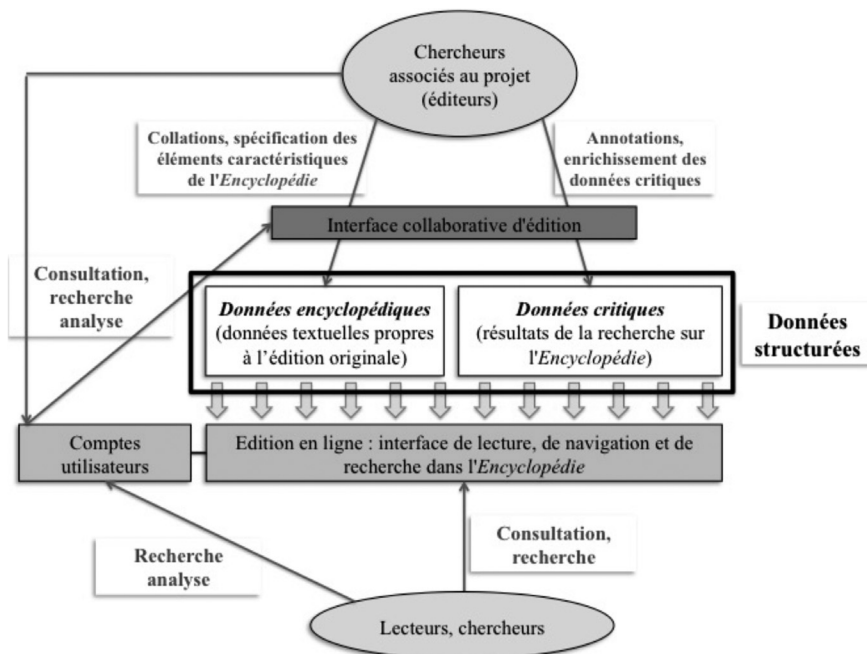 Chercheurs
associés au projet
(éditeurs)
Collations, spécification des
éléments caractéristiques
de l'Encyclopédie
Annotations,
enrichissement des
données critiques
Interface collaborative d'édition
Consultation,
recherche
analyse
Données encyclopédiques
(données textuelles propres
à l’édition originale)
Données critiques
(résultats de la recherche sur
l'Encyclopédie)
Données
structurées
Comptes
utilisateurs
Edition en ligne : interface de lecture, de navigation et de
recherche dans l'Encyclopédie
Recherche
analyse
Consultation,
recherche
Lecteurs, chercheurs